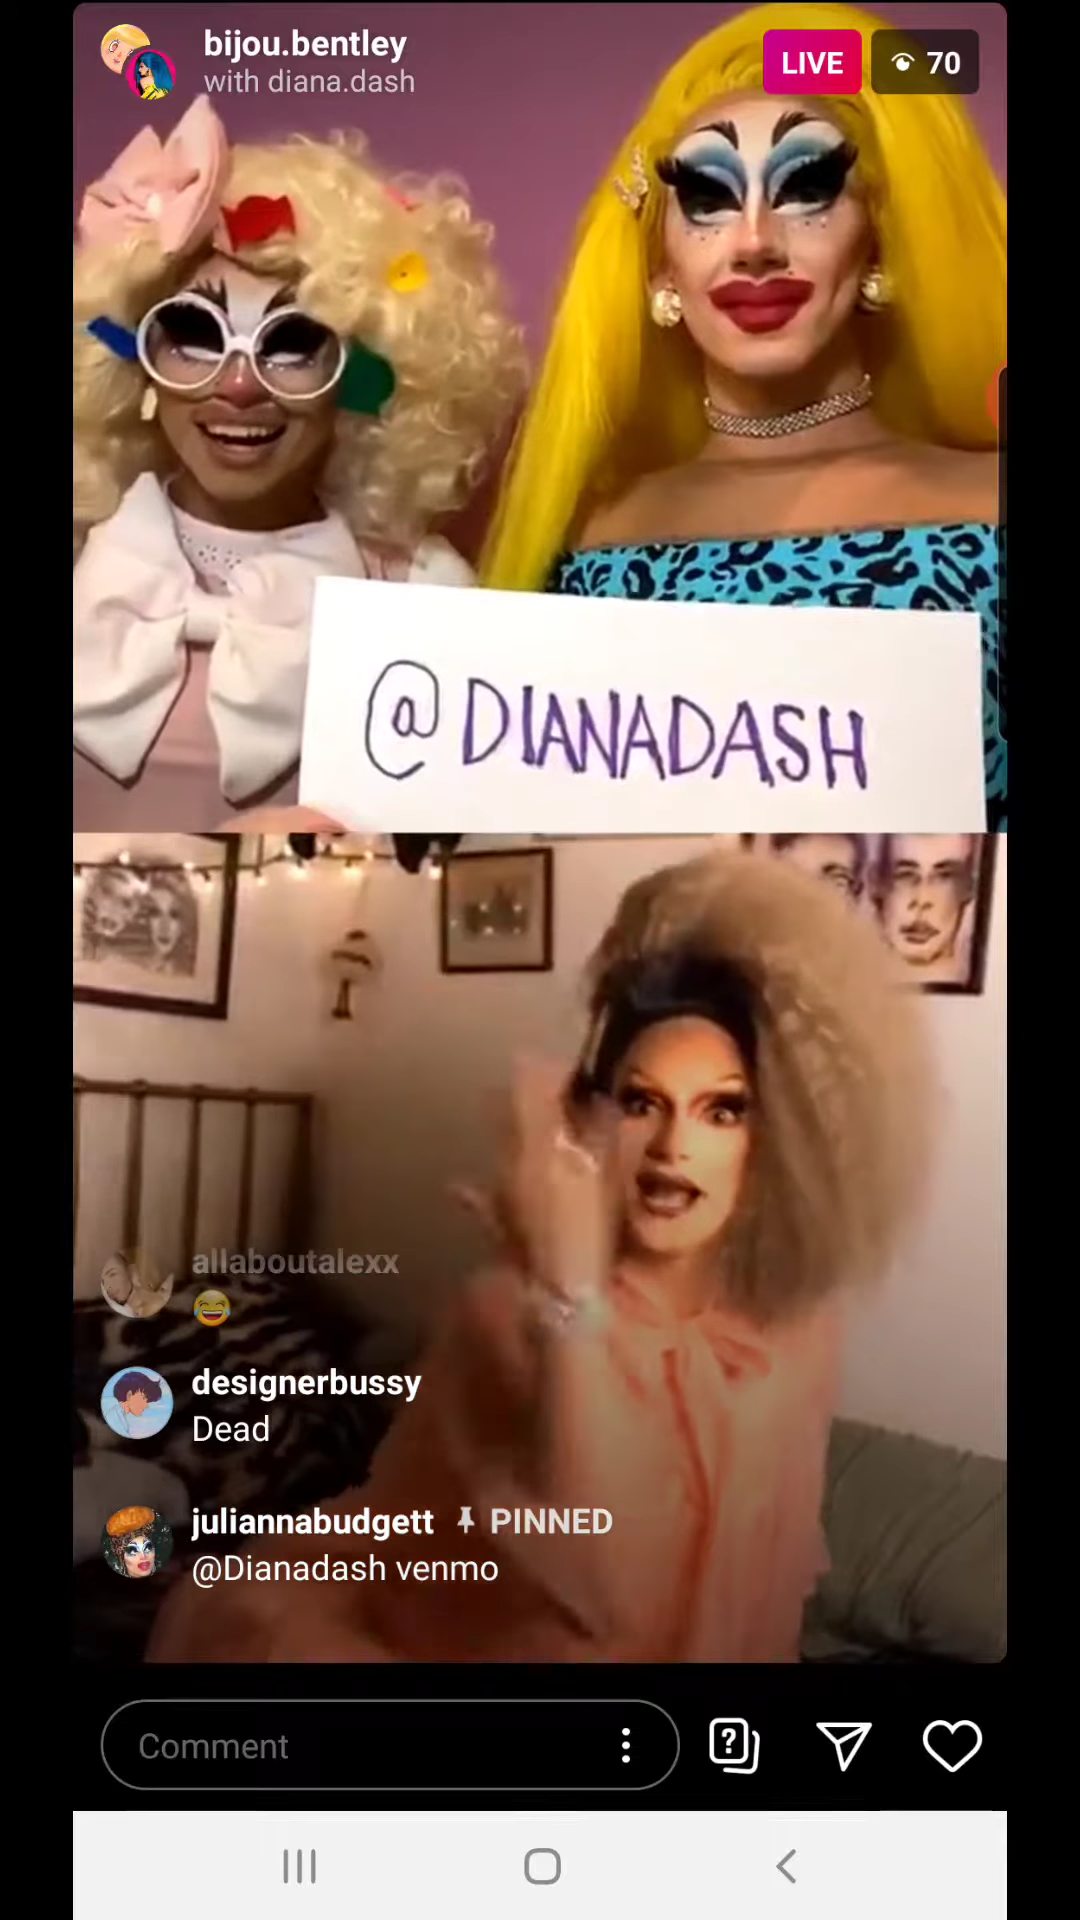 bijou.bentley
with diana.dash
LIVE
70
@DIANADASH
allaboutalexx
😂
designerbussy
Dead
juliannabudgett PINNED
@Dianadash venmo
Comment